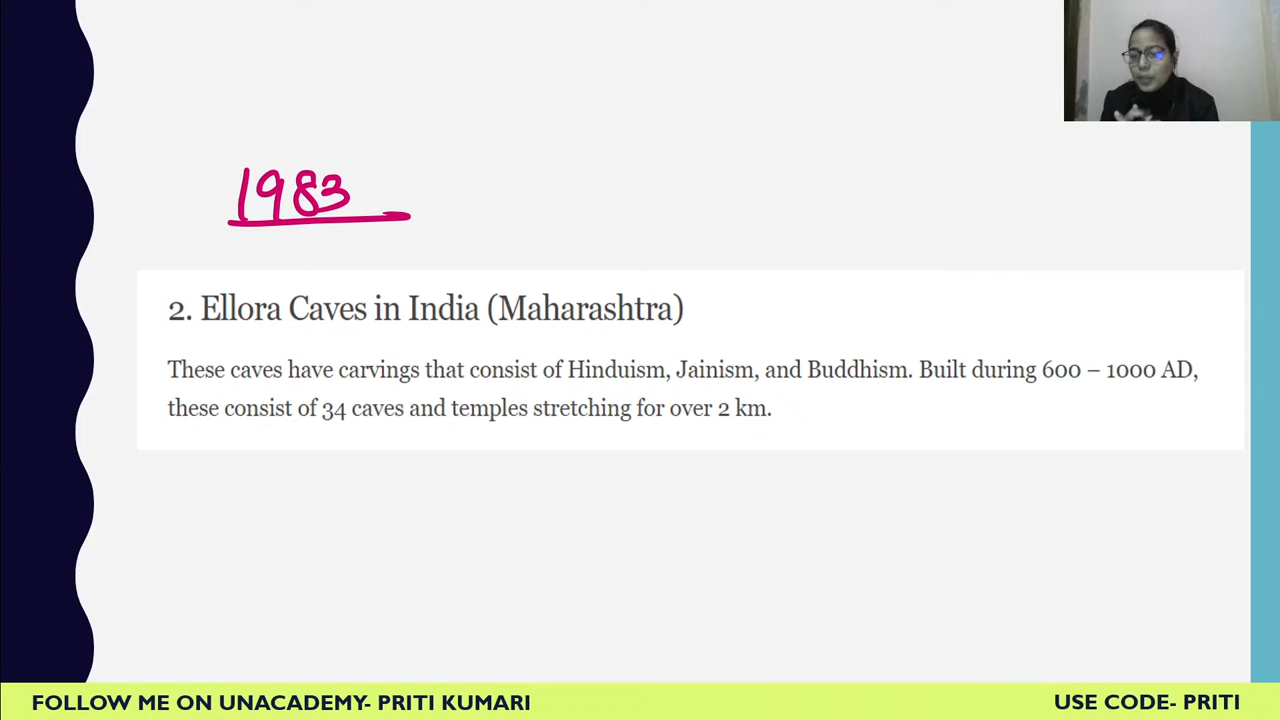 1983
2. Ellora Caves in India (Maharashtra)
These caves have carvings that consist of Hinduism, Jainism, and Buddhism. Built during 600 – 1000 AD,
these consist of 34 caves and temples stretching for over 2 km.
FOLLOW ME ON UNACADEMY- PRITI KUMARI
USE CODE- PRITI